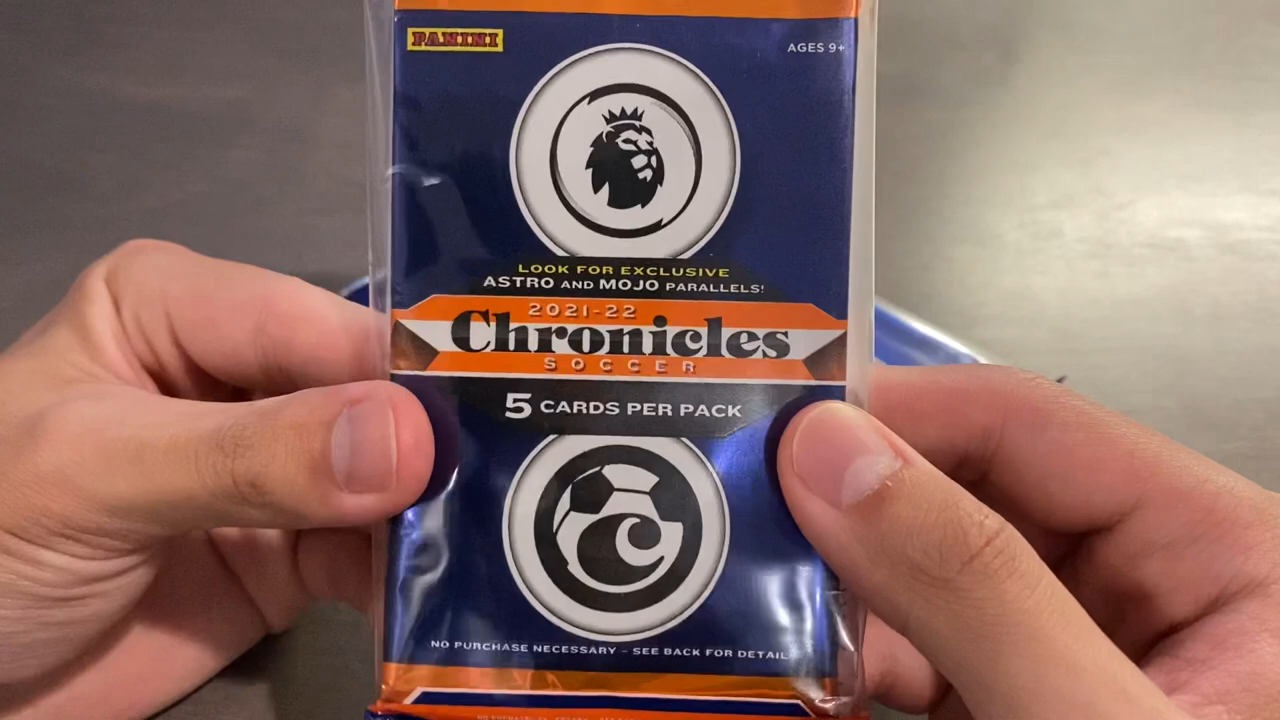 PANINI
AGES 9+
LOOK FOR EXCLUSIVE
ASTRO AND MOJO PARALLELS!
2021-22
Chronicles
SOCCER
5 CARDS PER PACK
NO PURCHASE NECESSARY - SEE BACK FOR DETAIL